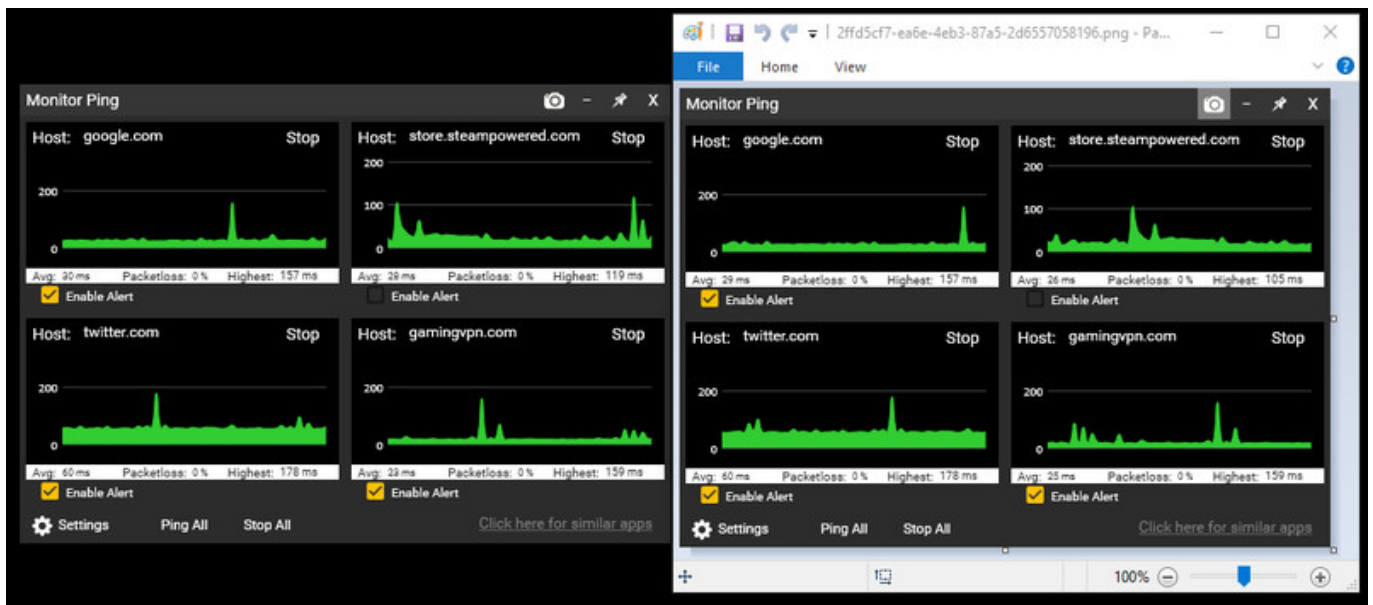 2ffd5cf7-ea6e-4eb3-87a5-2d6557058196.png - Pa...
File Home View
Monitor Ping X
Host: google.com Stop
Host: store.steampowered.com Stop
200
200
100
0
0
Avg: 30 ms Packetloss: 0 % Highest: 157 ms
Avg: 28 ms Packetloss: 0 % Highest: 119 ms
Enable Alert
Enable Alert
Host: twitter.com Stop
Host: gamingvpn.com Stop
200
200
0
0
Avg: 60 ms Packetloss: 0 % Highest: 178 ms
Avg: 23 ms Packetloss: 0 % Highest: 159 ms
Enable Alert
Enable Alert
Settings Ping All Stop All Click here for similar apps
Monitor Ping X
Host: google.com Stop
Host: store.steampowered.com Stop
200
200
100
0
0
Avg: 29 ms Packetloss: 0 % Highest: 157 ms
Avg: 26 ms Packetloss: 0 % Highest: 105 ms
Enable Alert
Enable Alert
Host: twitter.com Stop
Host: gamingvpn.com Stop
200
200
0
0
Avg: 60 ms Packetloss: 0 % Highest: 178 ms
Avg: 25 ms Packetloss: 0 % Highest: 159 ms
Enable Alert
Enable Alert
Settings Ping All Stop All Click here for similar apps
100%